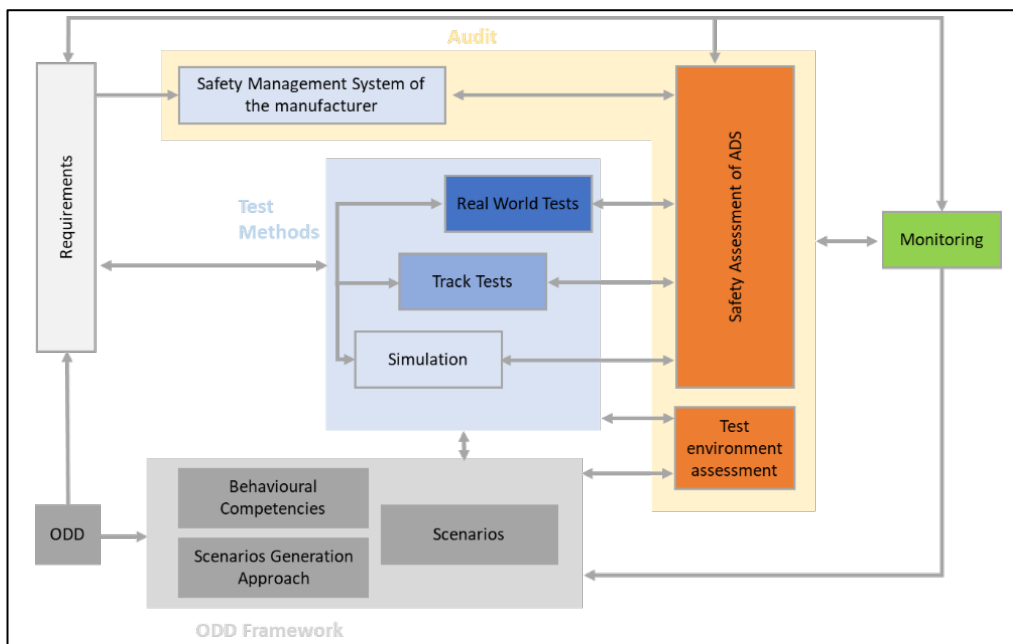 Audit
Safety Management System of
the manufacturer
Requirements
Safety Assessment of ADS
Test
Methods
Real World Tests
Track Tests
Simulation
Monitoring
Test
environment
assessment
Behavioural
Competencies
Scenarios
ODD
Scenarios Generation
Approach
ODD Framework